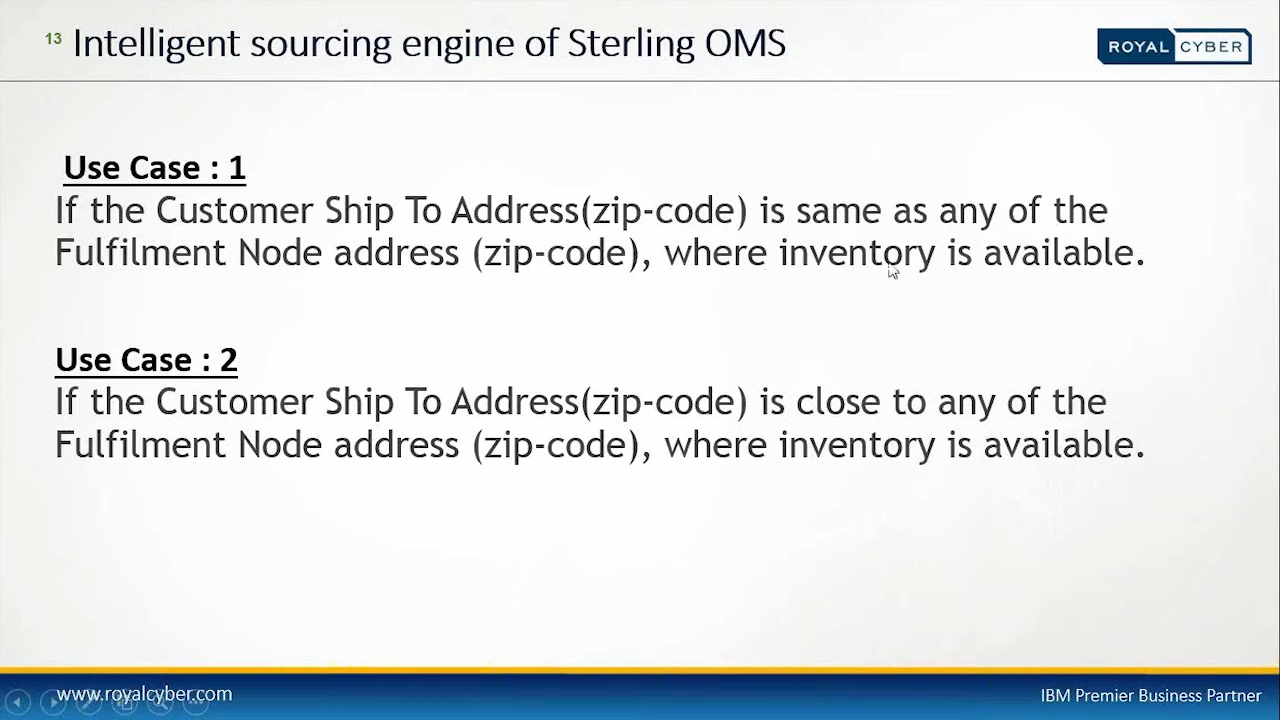 13
Intelligent sourcing engine of Sterling OMS
ROYAL CYBER
Use Case : 1
If the Customer Ship To Address(zip-code) is same as any of the
Fulfilment Node address (zip-code), where inventory is available.
Use Case : 2
If the Customer Ship To Address(zip-code) is close to any of the
Fulfilment Node address (zip-code), where inventory is available.
www.royalcyber.com
IBM Premier Business Partner